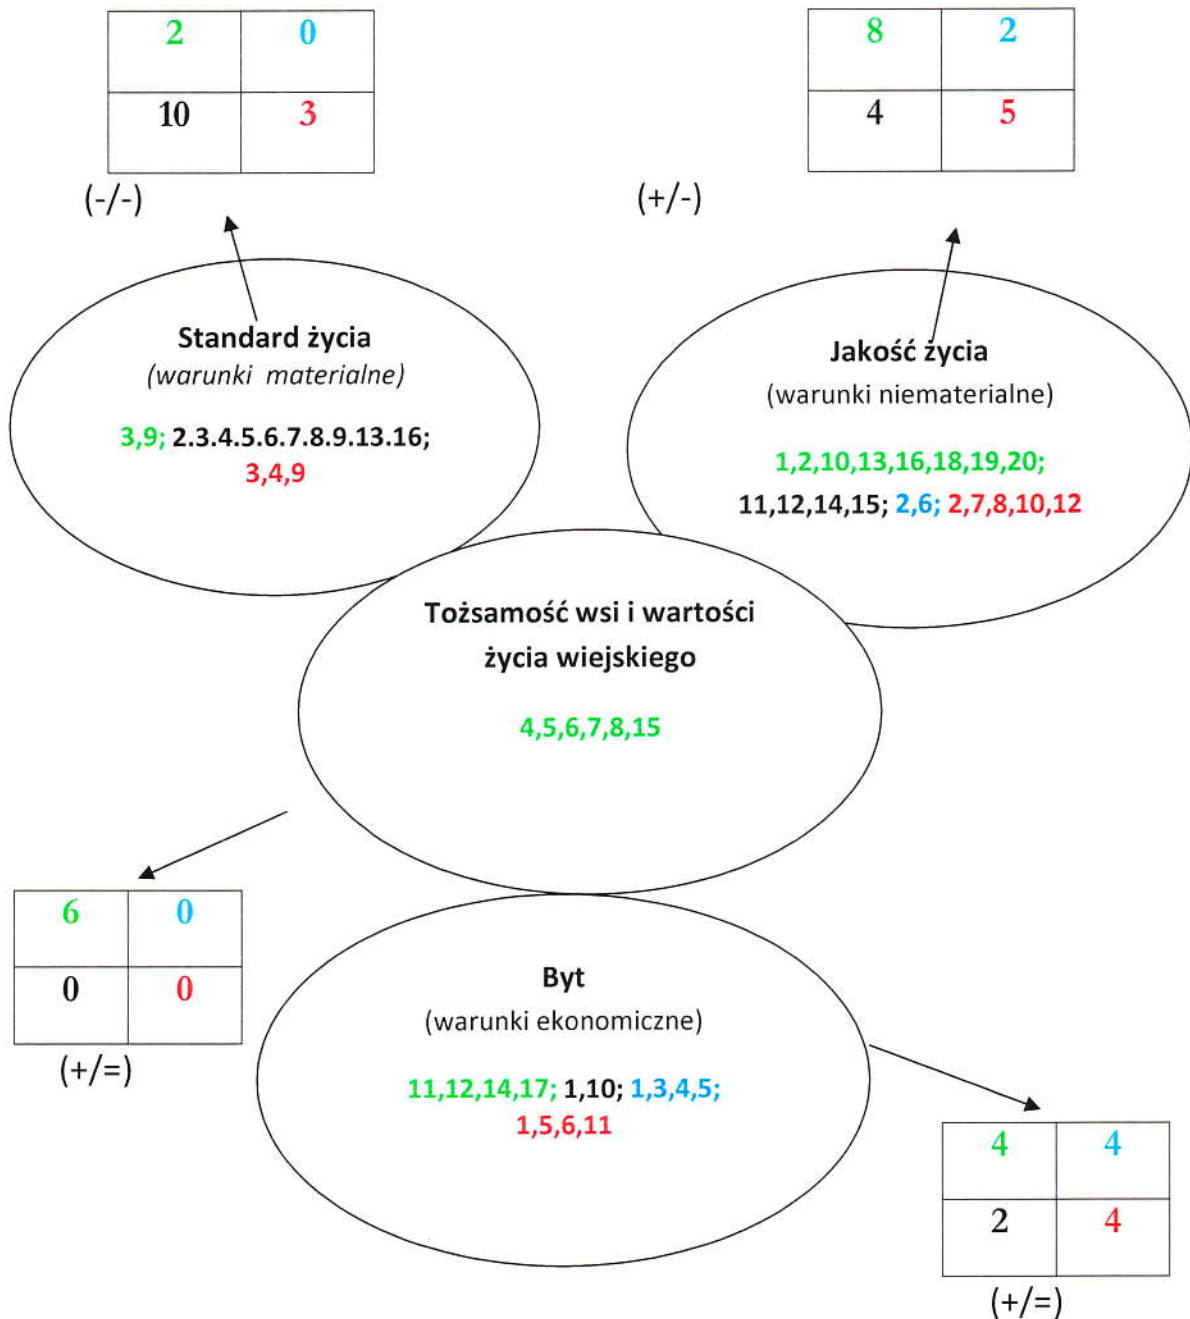 2 0
10 3
(-/-)
8 2
4 5
(+/-)
Standard życia
(warunki materialne)
3,9; 2.3.4.5.6.7.8.9.13.16;
3,4,9
Jakość życia
(warunki niematerialne)
1,2,10,13,16,18,19,20;
11,12,14,15; 2,6; 2,7,8,10,12
Tożsamość wsi i wartości
życia wiejskiego
4,5,6,7,8,15
6 0
0 0
(+/=)
Byt
(warunki ekonomiczne)
11,12,14,17; 1,10; 1,3,4,5;
1,5,6,11
4 4
2 4
(+/=)